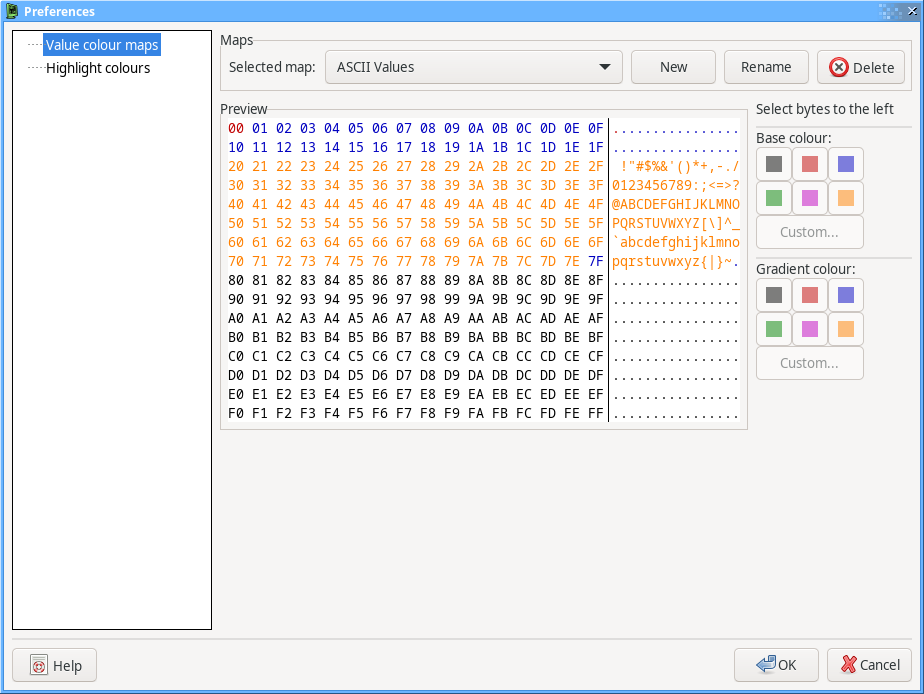 Preferences
Value colour maps
Highlight colours
Maps
Selected map: ASCII Values New Rename Delete
Preview
00 01 02 03 04 05 06 07 08 09 0A 0B 0C 0D 0E 0F ................
10 11 12 13 14 15 16 17 18 19 1A 1B 1C 1D 1E 1F ................
20 21 22 23 24 25 26 27 28 29 2A 2B 2C 2D 2E 2F  !"#$%&'()*+,-./
30 31 32 33 34 35 36 37 38 39 3A 3B 3C 3D 3E 3F 0123456789:;<=>?
40 41 42 43 44 45 46 47 48 49 4A 4B 4C 4D 4E 4F @ABCDEFGHIJKLMNO
50 51 52 53 54 55 56 57 58 59 5A 5B 5C 5D 5E 5F PQRSTUVWXYZ[\]^_
60 61 62 63 64 65 66 67 68 69 6A 6B 6C 6D 6E 6F `abcdefghijklmno
70 71 72 73 74 75 76 77 78 79 7A 7B 7C 7D 7E 7F pqrstuvwxyz{|}~.
80 81 82 83 84 85 86 87 88 89 8A 8B 8C 8D 8E 8F ................
90 91 92 93 94 95 96 97 98 99 9A 9B 9C 9D 9E 9F ................
A0 A1 A2 A3 A4 A5 A6 A7 A8 A9 AA AB AC AD AE AF ................
B0 B1 B2 B3 B4 B5 B6 B7 B8 B9 BA BB BC BD BE BF ................
C0 C1 C2 C3 C4 C5 C6 C7 C8 C9 CA CB CC CD CE CF ................
D0 D1 D2 D3 D4 D5 D6 D7 D8 D9 DA DB DC DD DE DF ................
E0 E1 E2 E3 E4 E5 E6 E7 E8 E9 EA EB EC ED EE EF ................
F0 F1 F2 F3 F4 F5 F6 F7 F8 F9 FA FB FC FD FE FF ................
Select bytes to the left
Base colour:
Custom...
Gradient colour:
Custom...
Help OK Cancel